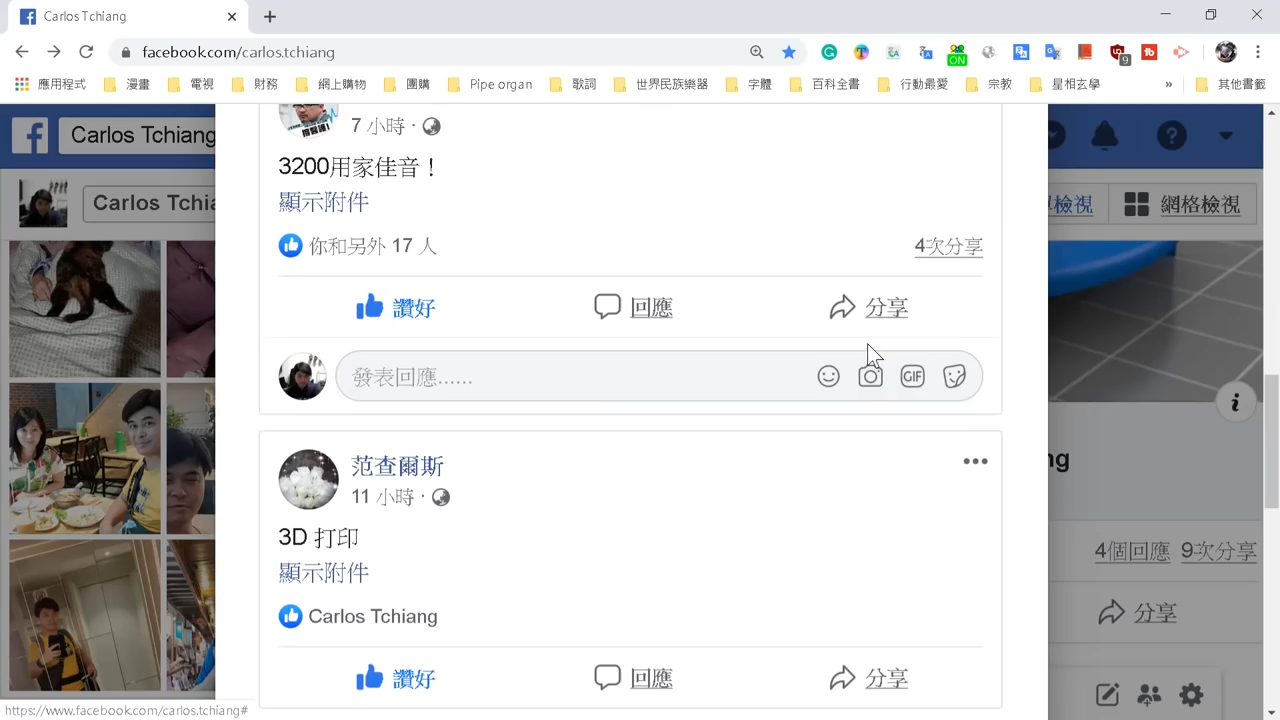 Carlos Tchiang
facebook.com/carlos.tchiang
ON
9
應用程式
漫畫
電視
財務
網上購物
團購
Pipe organ
歌詞
世界民族樂器
字體
百科全書
行動最愛
宗教
星相玄學
»
其他書籤
Carlos Tchiang
7 小時 ·
Carlos Tchia
網格檢視
檢視
3200用家佳音！
顯示附件
你和另外 17 人
4次分享
讚好
回應
分享
發表回應......
GIF
范查爾斯
11 小時 ·
ng
3D 打印
顯示附件
4個回應
9次分享
Carlos Tchiang
分享
讚好
回應
分享
https://www.facebook.com/carlos.tchiang#